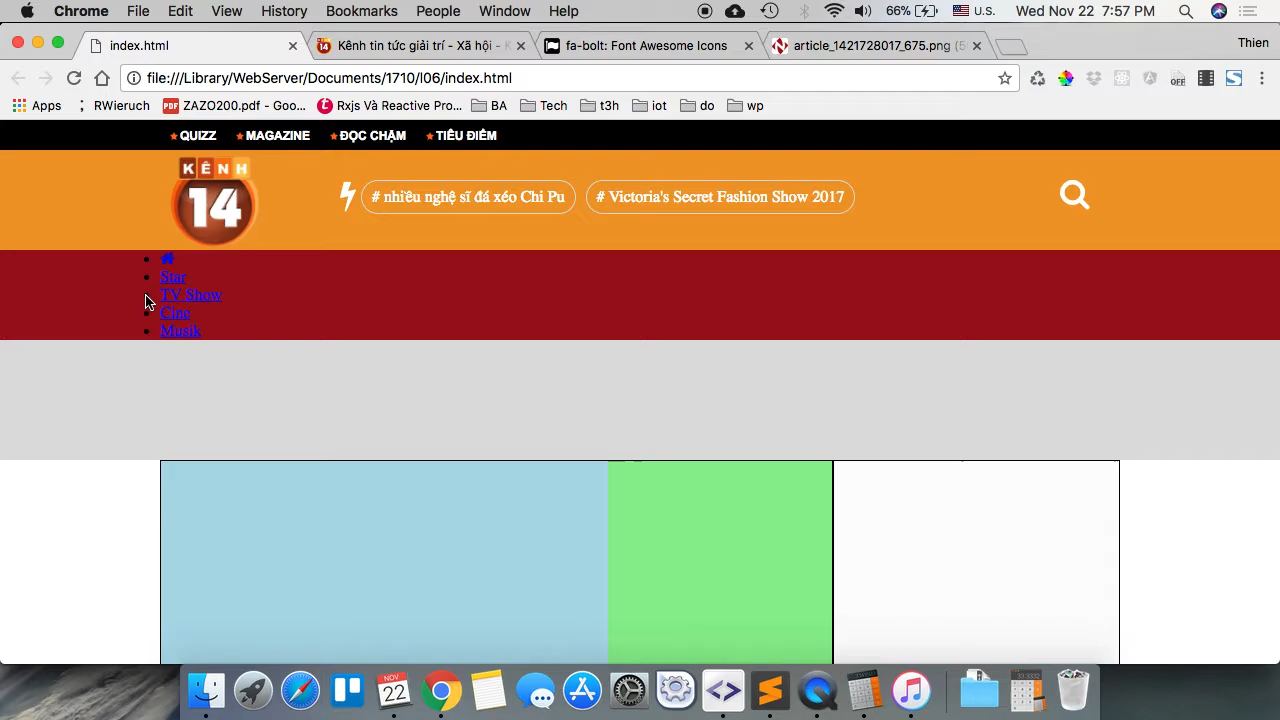 Chrome File Edit View History Bookmarks People Window Help 66% U.S. Wed Nov 22 7:57 PM
index.html Kênh tin tức giải trí - Xã hội - K fa-bolt: Font Awesome Icons article_1421728017_675.png (5 Thien
file:///Library/WebServer/Documents/1710/l06/index.html OFF
Apps RWieruch PDF ZAZO200.pdf - Goo... t Rxjs Và Reactive Pro... BA Tech t3h iot do wp
QUIZZ MAGAZINE ĐỌC CHẬM TIÊU ĐIỂM
KÊNH
14
# nhiều nghệ sĩ đá xéo Chi Pu # Victoria's Secret Fashion Show 2017
Star
TV Show
Cine
Musik
NOV
22